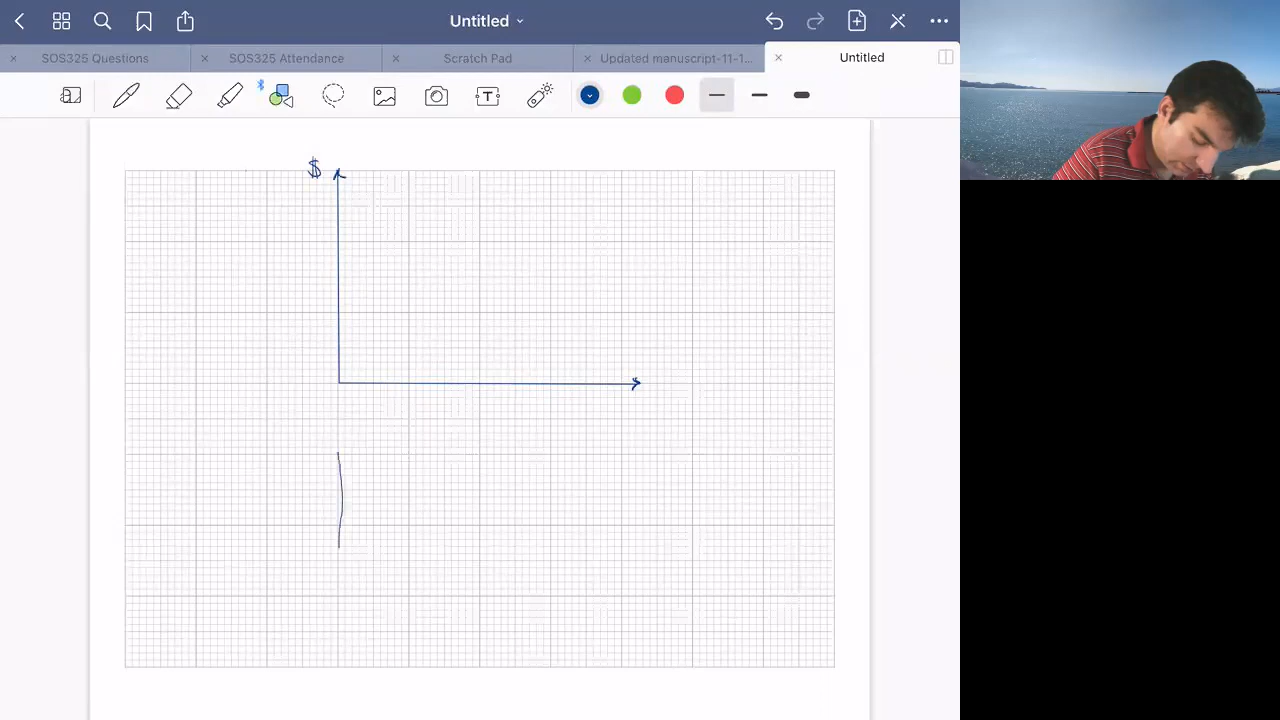 Untitled
SOS325 Questions
SOS325 Attendance
Scratch Pad
Updated manuscript-11-1...
Untitled
T
$